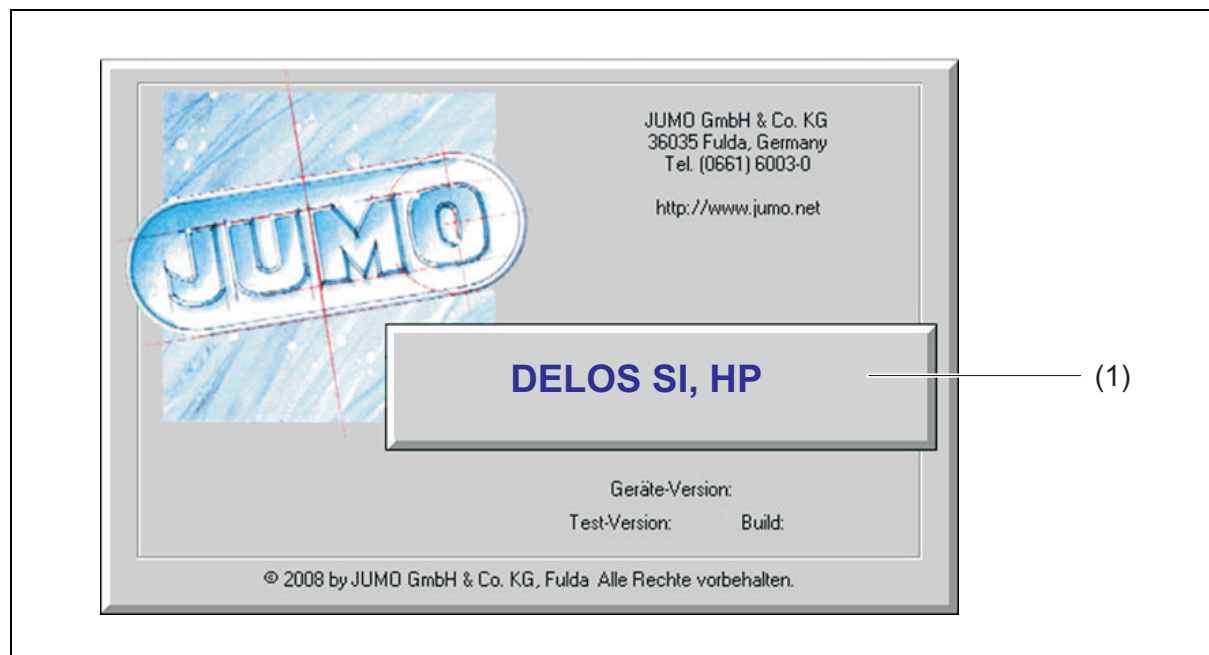 JUMO
JUMO GmbH & Co. KG
36035 Fulda, Germany
Tel. (0661) 6003-0
http://www.jumo.net
DELOS SI, HP
(1)
Geräte-Version:
Test-Version: Build:
© 2008 by JUMO GmbH & Co. KG, Fulda Alle Rechte vorbehalten.